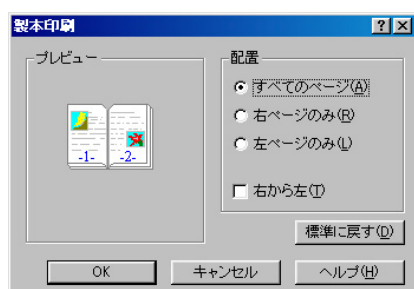 製本印刷
プレビュー
-1-
-2-
配置
すべてのページ(A)
右ページのみ(R)
左ページのみ(L)
右から左(T)
標準に戻す(D)
OK
キャンセル
ヘルプ(H)